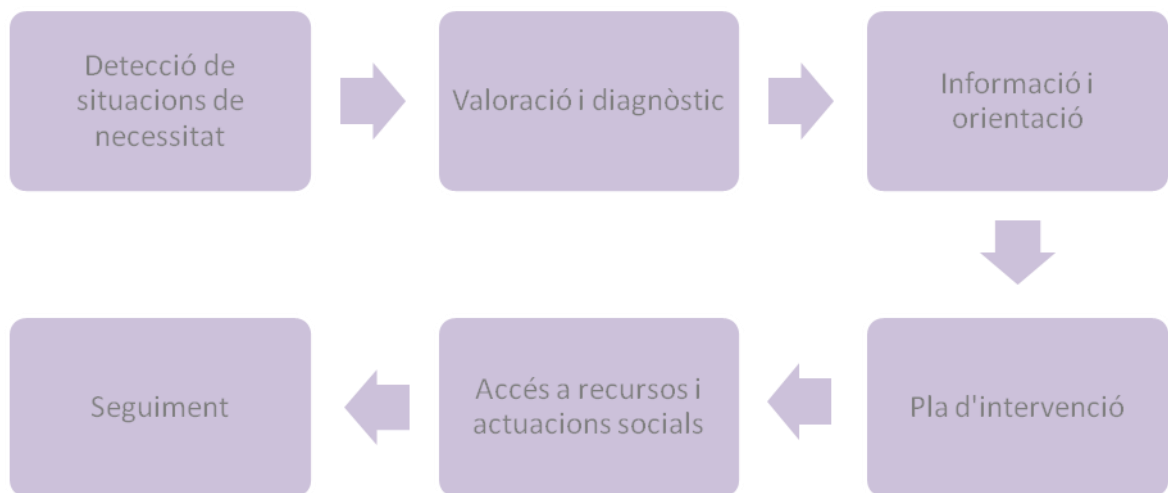 Detecció de
situacions de
necessitat
Valoració i diagnòstic
Informació i
orientació
Pla d'intervenció
Accés a recursos i
actuacions socials
Seguiment